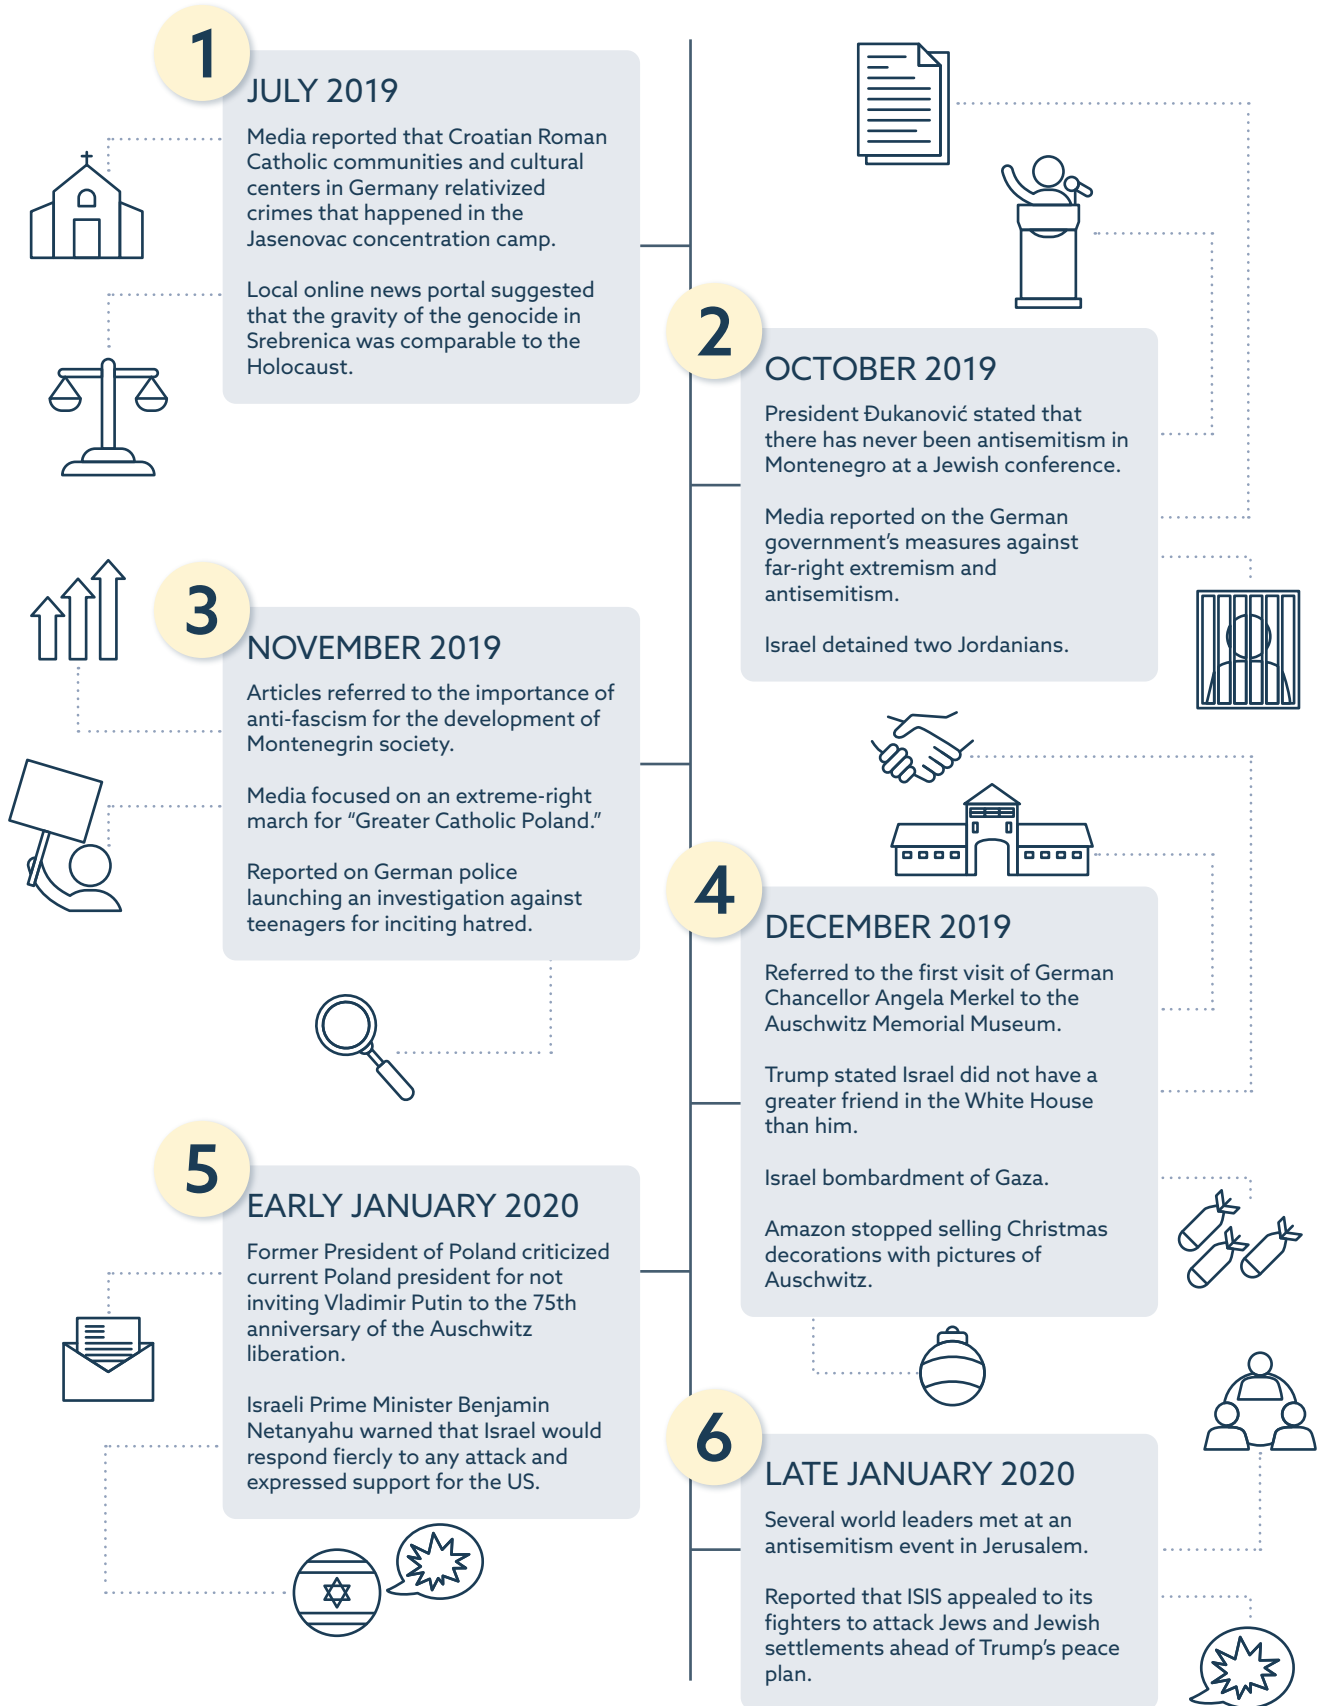 1
JULY 2019
Media reported that Croatian Roman
Catholic communities and cultural
centers in Germany relativized
crimes that happened in the
Jasenovac concentration camp.
Local online news portal suggested
that the gravity of the genocide in
Srebrenica was comparable to the
Holocaust.
2
OCTOBER 2019
President Đukanović stated that
there has never been antisemitism in
Montenegro at a Jewish conference.
Media reported on the German
government’s measures against
far-right extremism and
antisemitism.
Israel detained two Jordanians.
3
NOVEMBER 2019
Articles referred to the importance of
anti-fascism for the development of
Montenegrin society.
Media focused on an extreme-right
march for “Greater Catholic Poland.”
Reported on German police
launching an investigation against
teenagers for inciting hatred.
4
DECEMBER 2019
Referred to the first visit of German
Chancellor Angela Merkel to the
Auschwitz Memorial Museum.
Trump stated Israel did not have a
greater friend in the White House
than him.
Israel bombardment of Gaza.
Amazon stopped selling Christmas
decorations with pictures of
Auschwitz.
5
EARLY JANUARY 2020
Former President of Poland criticized
current Poland president for not
inviting Vladimir Putin to the 75th
anniversary of the Auschwitz
liberation.
Israeli Prime Minister Benjamin
Netanyahu warned that Israel would
respond fiercly to any attack and
expressed support for the US.
6
LATE JANUARY 2020
Several world leaders met at an
antisemitism event in Jerusalem.
Reported that ISIS appealed to its
fighters to attack Jews and Jewish
settlements ahead of Trump’s peace
plan.